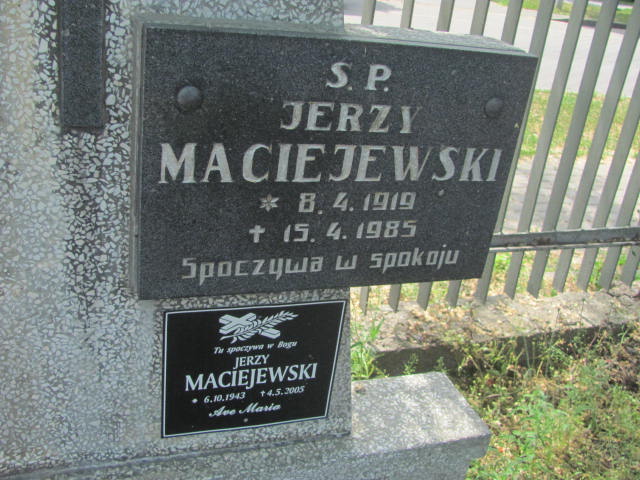 S.P.
JERZY
MACIEJEWSKI
* 8.4.1919
✝ 15.4.1985
Spoczywa w spokoju
Tu spoczywa w Bogu
JERZY
MACIEJEWSKI
* 6.10.1943 ✝ 4.5.2005
Ave Maria